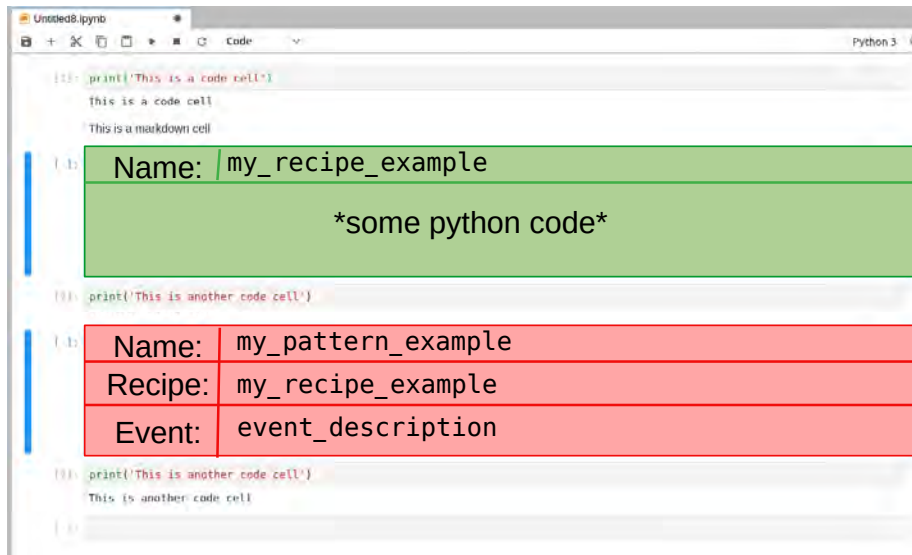 Untitled8.ipynb
Code
Python 3
print('This is a code cell')
This is a code cell
This is a markdown cell
Name: my_recipe_example
*some python code*
print('This is another code cell')
Name: my_pattern_example
Recipe: my_recipe_example
Event: event_description
print('This is another code cell')
This is another code cell